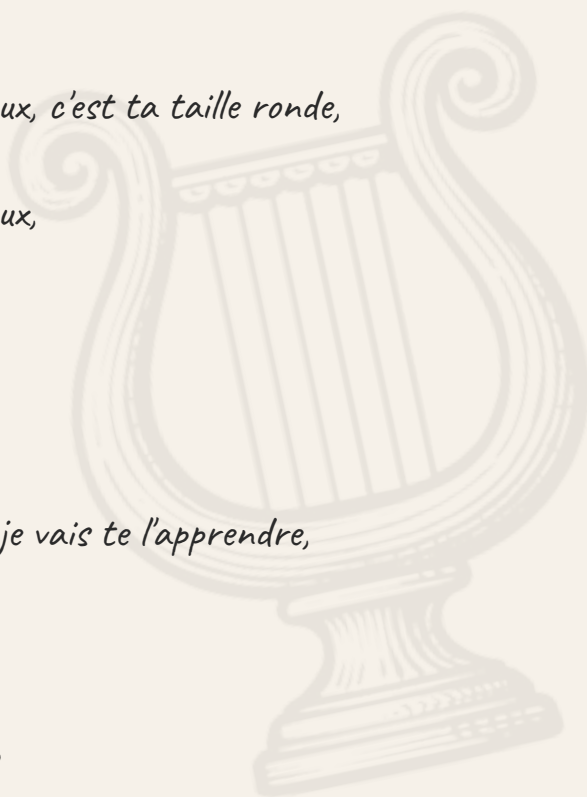 ux, c'est ta taille ronde,
ux,
je vais te l'apprendre,